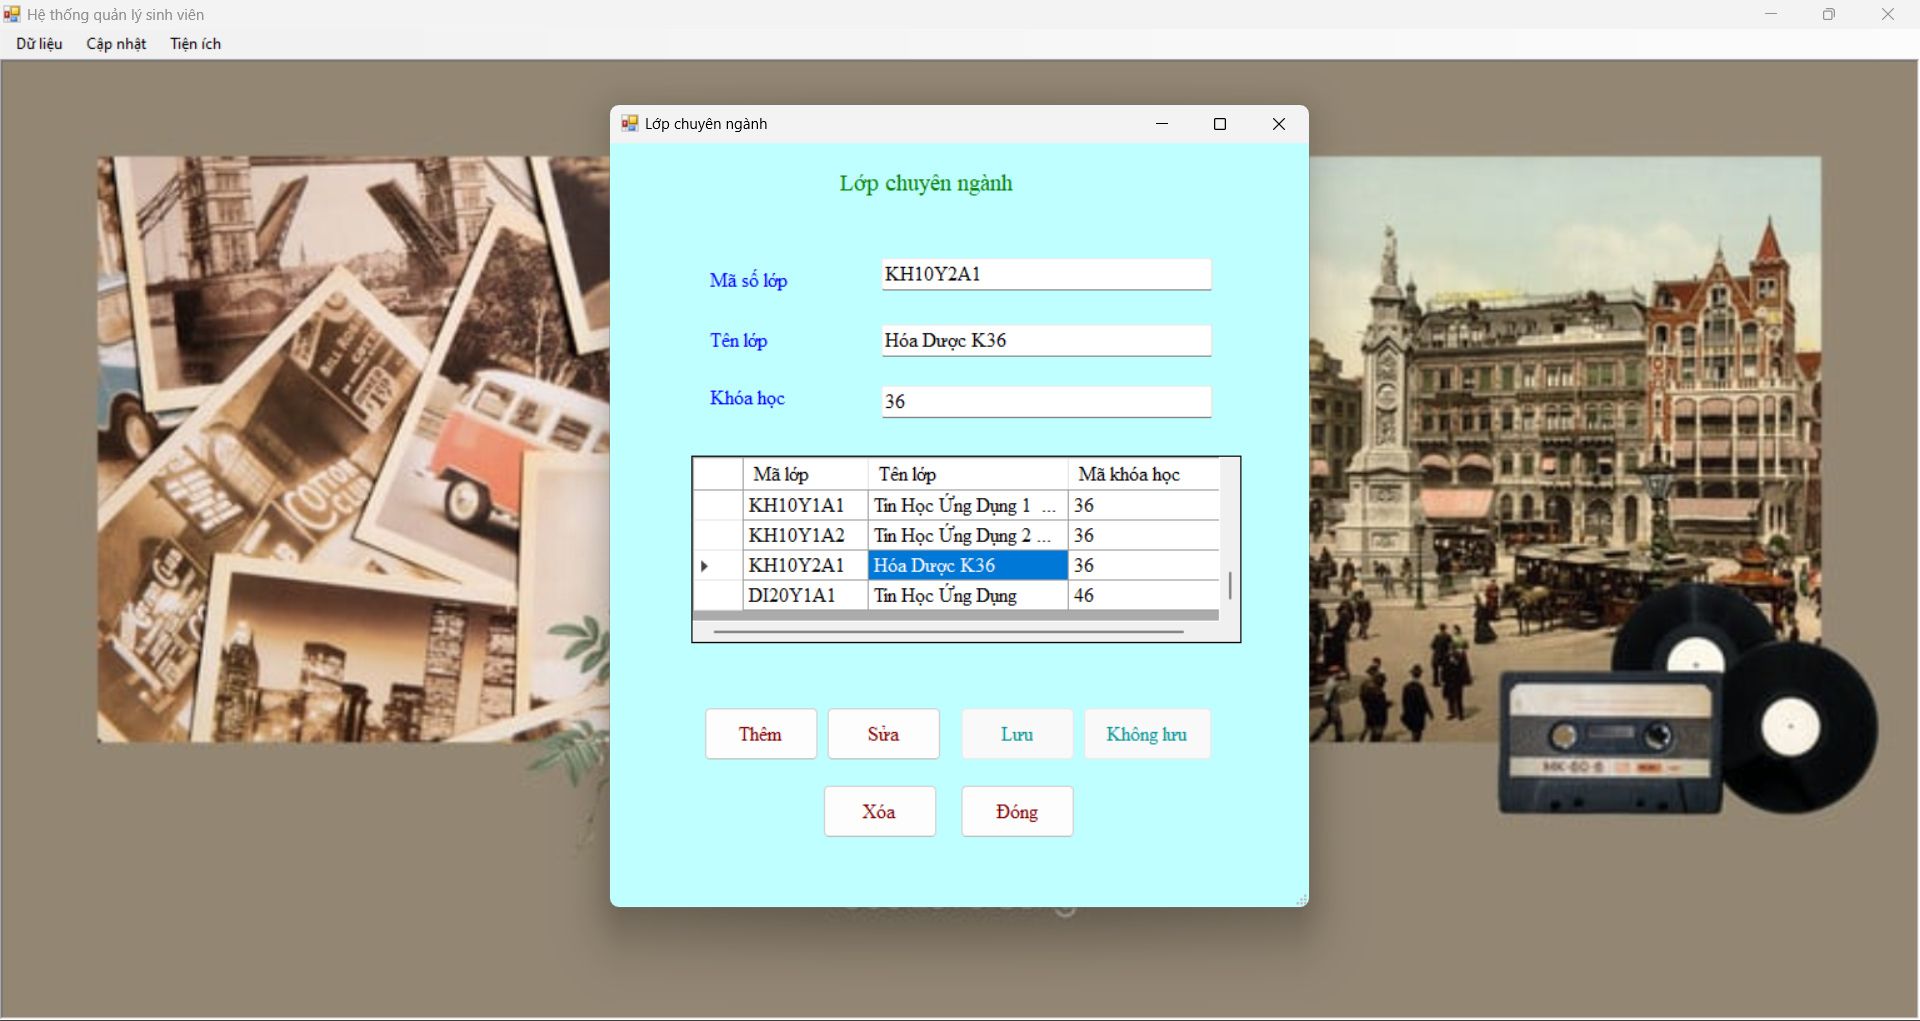 Hệ thống quản lý sinh viên
Dữ liệu Cập nhật Tiện ích
Lớp chuyên ngành
Lớp chuyên ngành
Mã số lớp KH10Y2A1
Tên lớp Hóa Dược K36
Khóa học 36
Mã lớp Tên lớp Mã khóa học
KH10Y1A1 Tin Học Ứng Dụng 1 ... 36
KH10Y1A2 Tin Học Ứng Dụng 2 ... 36
KH10Y2A1 Hóa Dược K36 36
DI20Y1A1 Tin Học Ứng Dụng 46
Thêm Sửa Lưu Không lưu
Xóa Đóng
COTTON
CLUB